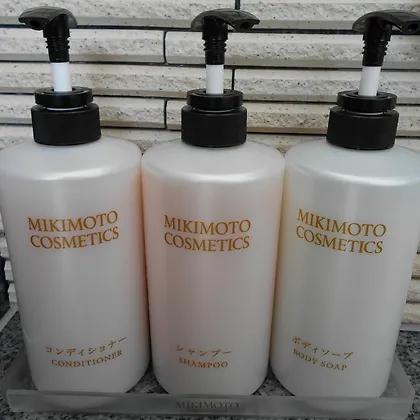 MIKIMOTO
COSMETICS
コンディショナー
CONDITIONER
MIKIMOTO
COSMETICS
シャンプー
SHAMPOO
MIKIMOTO
COSMETICS
ボディソープ
BODY SOAP
MIKIMOTO